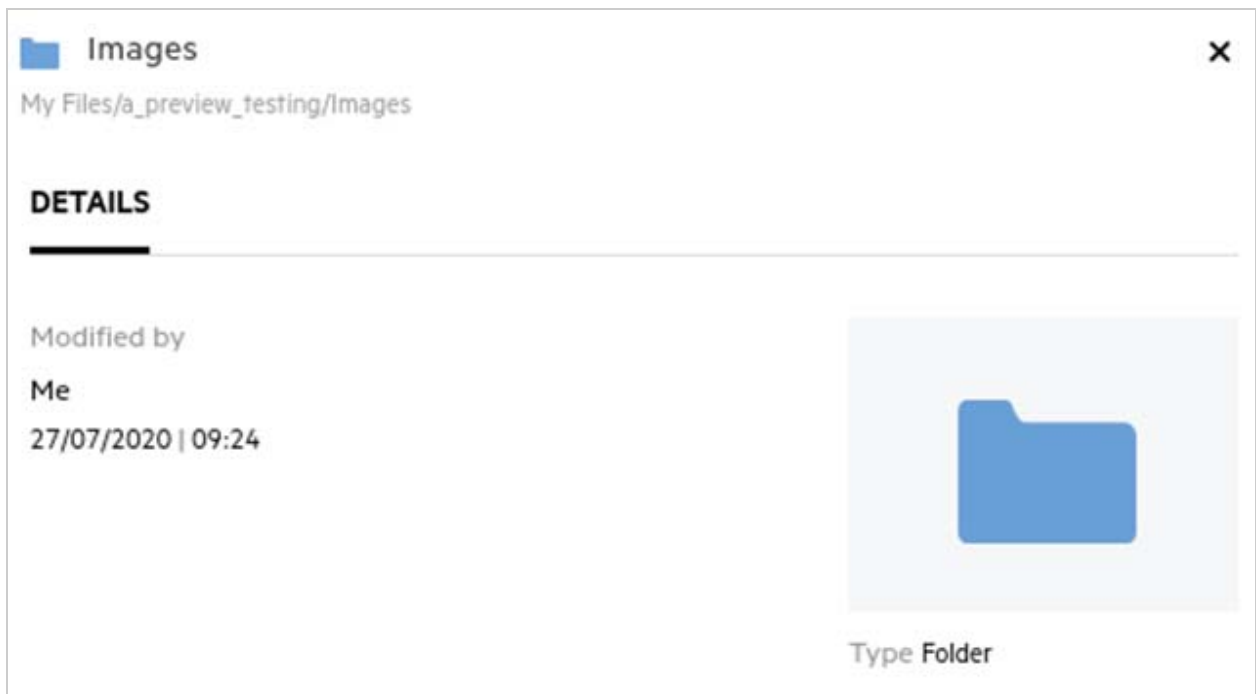 Images
My Files/a_preview_testing/Images
DETAILS
Modified by
Me
27/07/2020 | 09:24
Type Folder